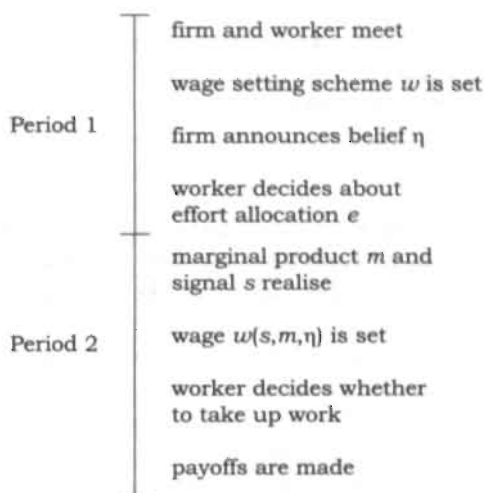 firm and worker meet
wage setting scheme w is set
Period 1
firm announces belief η
worker decides about
effort allocation e
marginal product m and
signal s realise
Period 2
wage w(s,m,η) is set
worker decides whether
to take up work
payoffs are made